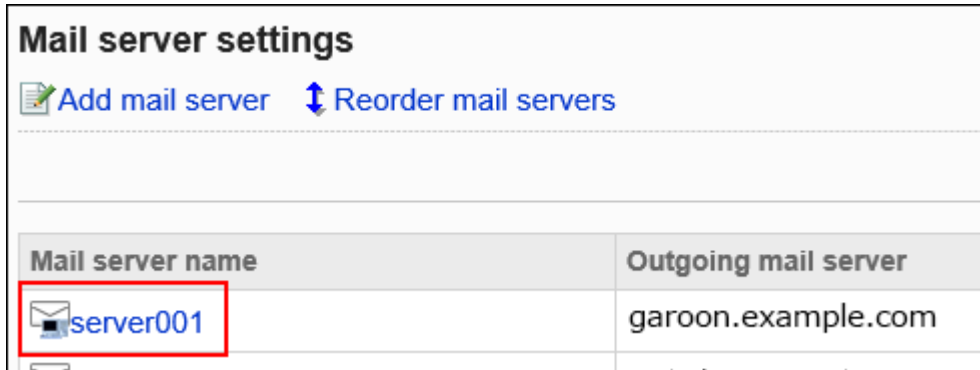 Mail server settings
Add mail server Reorder mail servers
Mail server name Outgoing mail server
server001 garoon.example.com